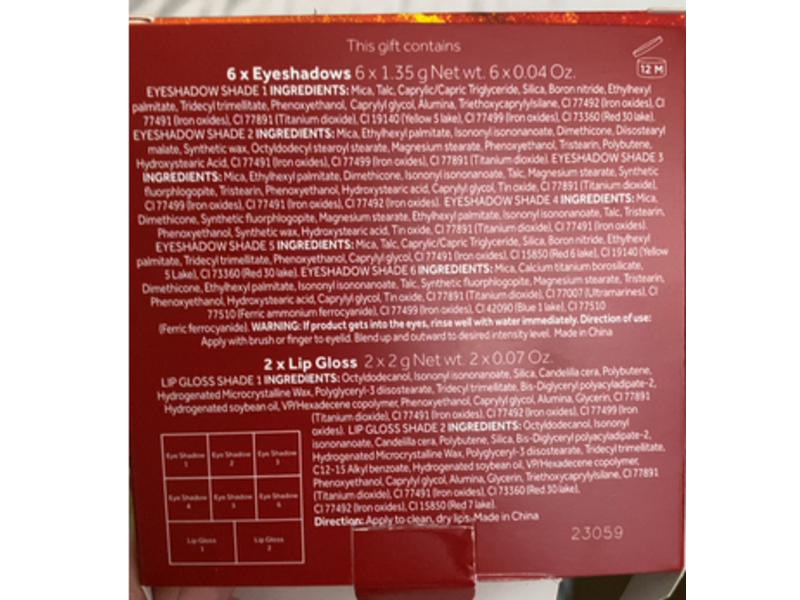 This gift contains
12 M
6 x Eyeshadows 6 x 1.35 g Net wt. 6 x 0.04 Oz.
EYESHADOW SHADE 1 INGREDIENTS: Mica, Talc, Caprylic/Capric Triglyceride, Silica, Boron nitride, Ethylhexyl
palmitate, Tridecyl trimellitate, Phenoxyethanol, Caprylyl glycol, Alumina, Triethoxycaprylylsilane, CI 77492 (Iron oxides), CI
77491 (Iron oxides), CI 77891 (Titanium dioxide), CI 19140 (Yellow 5 lake), CI 77499 (Iron oxides), CI 73360 (Red 30 lake).
EYESHADOW SHADE 2 INGREDIENTS: Mica, Ethylhexyl palmitate, Isononyl isononanoate, Dimethicone, Diisostearyl
malate, Synthetic wax, Octyldodecyl stearoyl stearate, Magnesium stearate, Phenoxyethanol, Tristearin, Polybutene,
Hydroxystearic Acid, CI 77491 (Iron oxides), CI 77499 (Iron oxides), CI 77891 (Titanium dioxide). EYESHADOW SHADE 3
INGREDIENTS: Mica, Ethylhexyl palmitate, Dimethicone, Isononyl isononanoate, Talc, Magnesium stearate, Synthetic
fluorphlogopite, Tristearin, Phenoxyethanol, Hydroxystearic acid, Caprylyl glycol, Tin oxide, CI 77891 (Titanium dioxide),
CI 77499 (Iron oxides), CI 77491 (Iron oxides), CI 77492 (Iron oxides). EYESHADOW SHADE 4 INGREDIENTS: Mica,
Dimethicone, Synthetic fluorphlogopite, Magnesium stearate, Ethylhexyl palmitate, Isononyl isononanoate, Talc, Tristearin,
Phenoxyethanol, Synthetic wax, Hydroxystearic acid, Tin oxide, CI 77891 (Titanium dioxide), CI 77491 (Iron oxides).
EYESHADOW SHADE 5 INGREDIENTS: Mica, Talc, Caprylic/Capric Triglyceride, Silica, Boron nitride, Ethylhexyl
palmitate, Tridecyl trimellitate, Phenoxyethanol, Caprylyl glycol, CI 77491 (Iron oxides), CI 15850 (Red 6 lake), CI 19140 (Yellow
5 Lake), CI 73360 (Red 30 lake). EYESHADOW SHADE 6 INGREDIENTS: Mica, Calcium titanium borosilicate,
Dimethicone, Ethylhexyl palmitate, Isononyl isononanoate, Talc, Synthetic fluorphlogopite, Magnesium stearate, Tristearin,
Phenoxyethanol, Hydroxystearic acid, Caprylyl glycol, Tin oxide, CI 77891 (Titanium dioxide), CI 77007 (Ultramarines), CI
77510 (Ferric ammonium ferrocyanide), CI 77499 (Iron oxides), CI 42090 (Blue 1 lake), CI 77510
(Ferric ferrocyanide). WARNING: If product gets into the eyes, rinse well with water immediately. Direction of use:
Apply with brush or finger to eyelid. Blend up and outward to desired intensity level. Made in China
2 x Lip Gloss 2 x 2 g Net wt. 2 x 0.07 Oz.
LIP GLOSS SHADE 1 INGREDIENTS: Octyldodecanol, Isononyl isononanoate, Silica, Candelilla cera, Polybutene,
Hydrogenated Microcrystalline Wax, Polyglyceryl-3 diisostearate, Tridecyl trimellitate, Bis-Diglyceryl polyacyladipate-2,
Hydrogenated soybean oil, VP/Hexadecene copolymer, Phenoxyethanol, Caprylyl glycol, Alumina, Glycerin, CI 77891
(Titanium dioxide), CI 77491 (Iron oxides), CI 77492 (Iron oxides), CI 77499 (Iron
oxides). LIP GLOSS SHADE 2 INGREDIENTS: Octyldodecanol, Isononyl
isononanoate, Candelilla cera, Polybutene, Silica, Bis-Diglyceryl polyacyladipate-2,
Hydrogenated Microcrystalline Wax, Polyglyceryl-3 diisostearate, Tridecyl trimellitate,
C12-15 Alkyl benzoate, Hydrogenated soybean oil, VP/Hexadecene copolymer,
Phenoxyethanol, Caprylyl glycol, Alumina, Glycerin, Triethoxycaprylylsilane, CI 77891
(Titanium dioxide), CI 77491 (Iron oxides), CI 73360 (Red 30 lake),
CI 77492 (Iron oxides), CI 15850 (Red 7 lake).
Direction: Apply to clean, dry lips. Made in China
Eye Shadow 1
Eye Shadow 2
Eye Shadow 3
Eye Shadow 4
Eye Shadow 5
Eye Shadow 6
Lip Gloss 1
Lip Gloss 2
23059